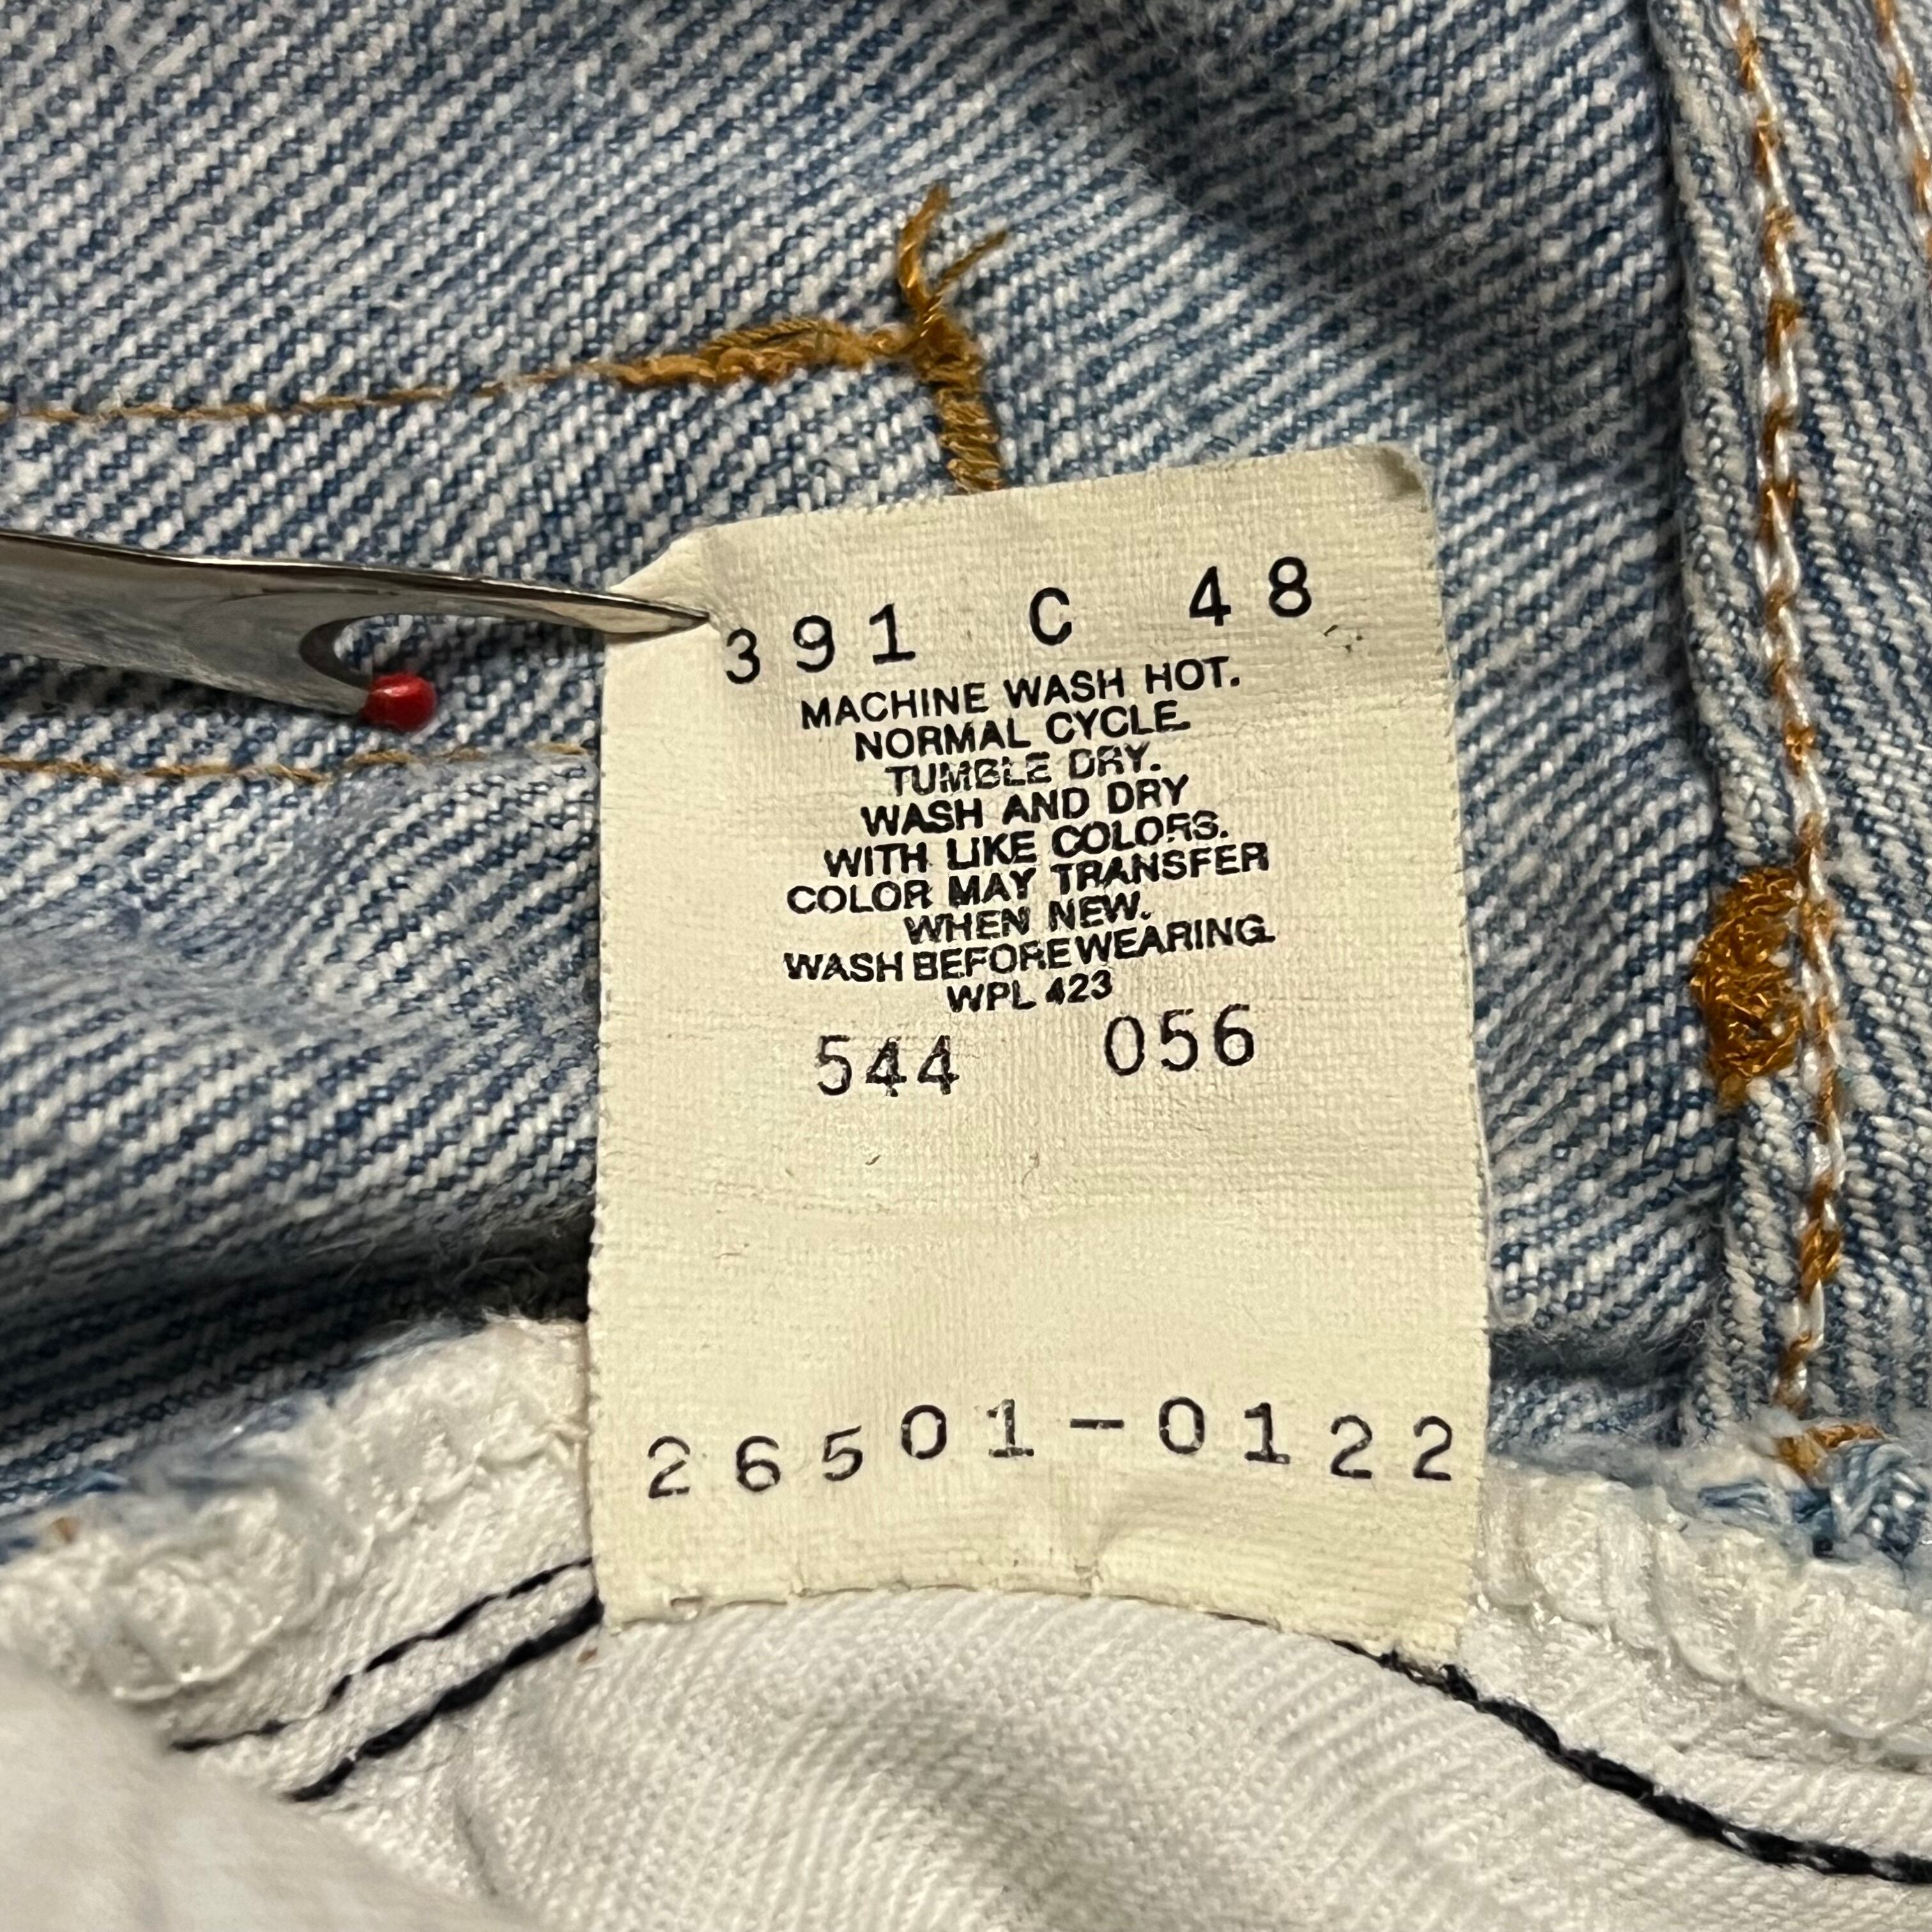 391 C 48
MACHINE WASH HOT.
NORMAL CYCLE.
TUMBLE DRY.
WASH AND DRY
WITH LIKE COLORS.
COLOR MAY TRANSFER
WHEN NEW.
WASH BEFORE WEARING.
WPL 423
544 056
26501-0122